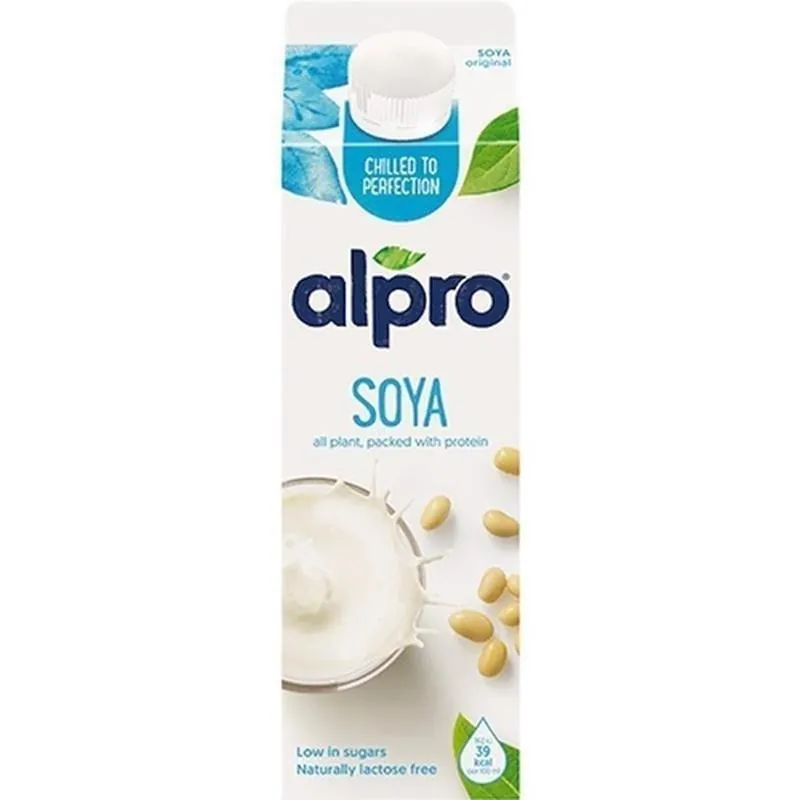 SOYA
original
CHILLED TO
PERFECTION
alpro®
SOYA
all plant, packed with protein
Low in sugars
Naturally lactose free
39
kcal